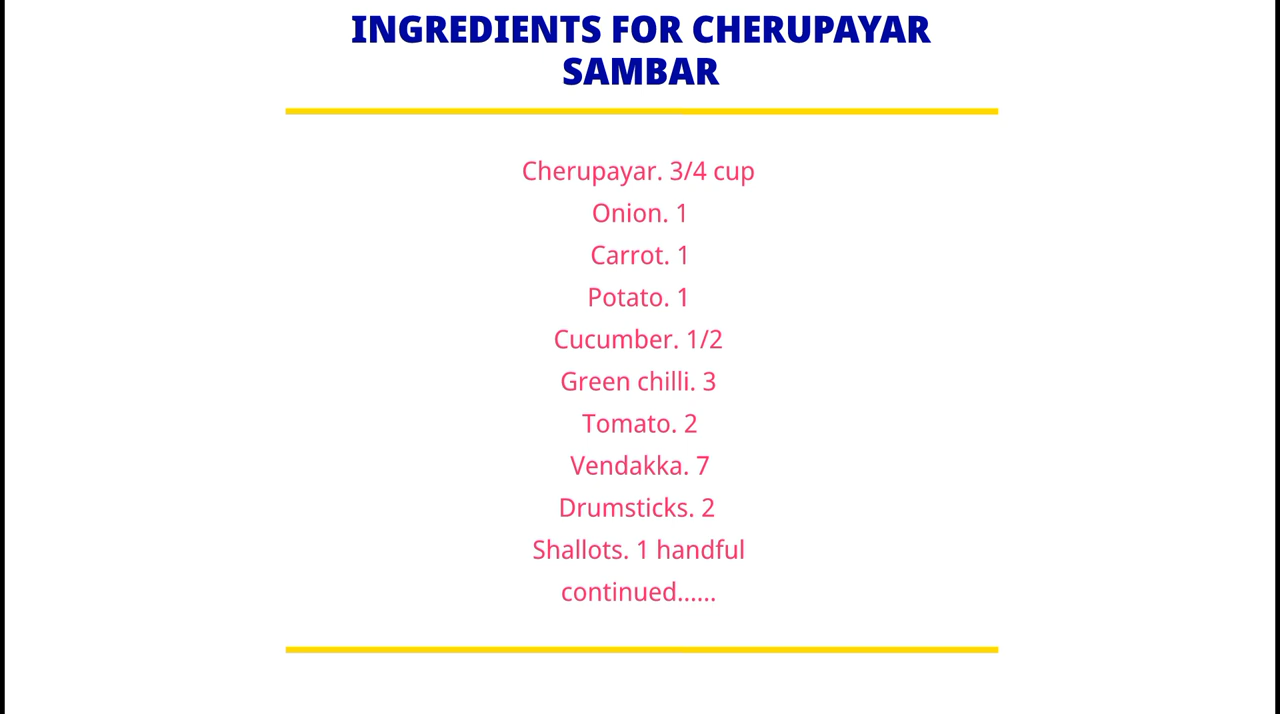 INGREDIENTS FOR CHERUPAYAR
SAMBAR
Cherupayar. 3/4 cup
Onion. 1
Carrot. 1
Potato. 1
Cucumber. 1/2
Green chilli. 3
Tomato. 2
Vendakka. 7
Drumsticks. 2
Shallots. 1 handful
continued......